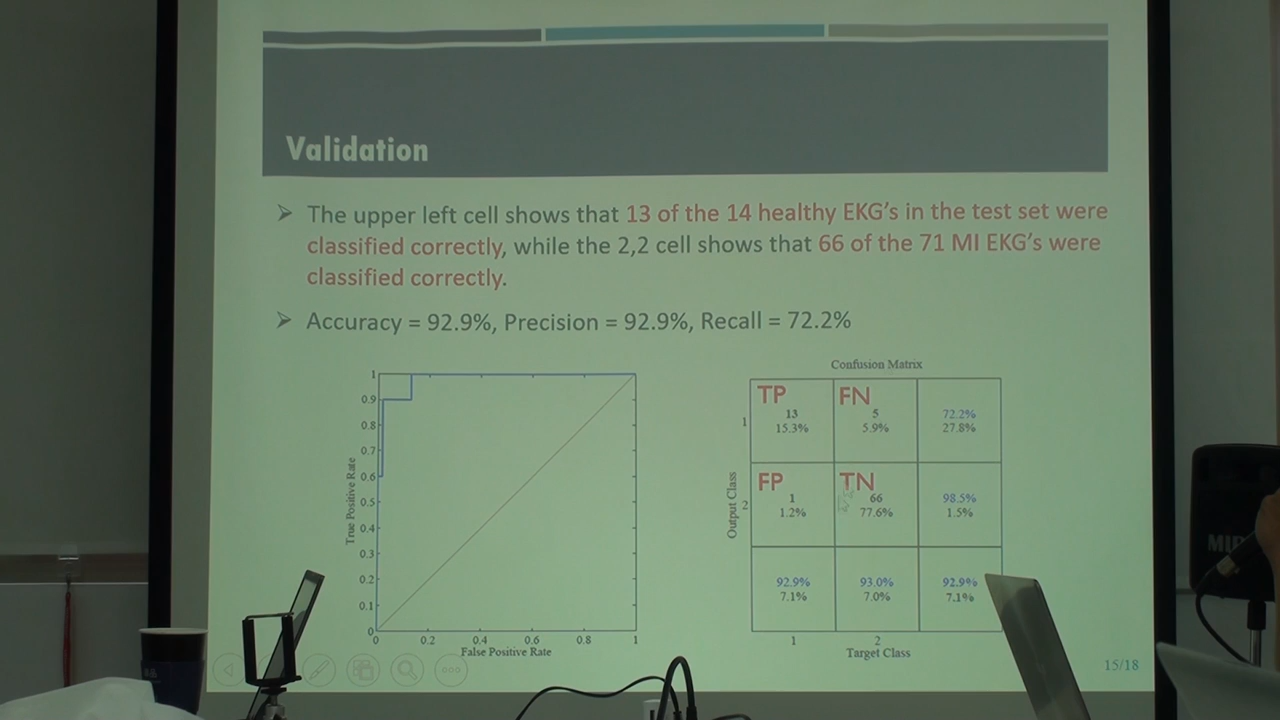 Validation
The upper left cell shows that 13 of the 14 healthy EKG's in the test set were
classified correctly, while the 2,2 cell shows that 66 of the 71 MI EKG's were
classified correctly.
Accuracy = 92.9%, Precision = 92.9%, Recall = 72.2%
1
0.9
0.8
0.7
0.6
0.5
0.4
0.3
0.2
0.1
0
True Positive Rate
0 0.2 0.4 0.6 0.8 1
False Positive Rate
Confusion Matrix
TP FN
1 13 5 72.2%
15.3% 5.9% 27.8%
FP TN
2 1 66 98.5%
1.2% 77.6% 1.5%
92.9% 93.0% 92.9%
7.1% 7.0% 7.1%
Output Class
1 2
Target Class
15/18